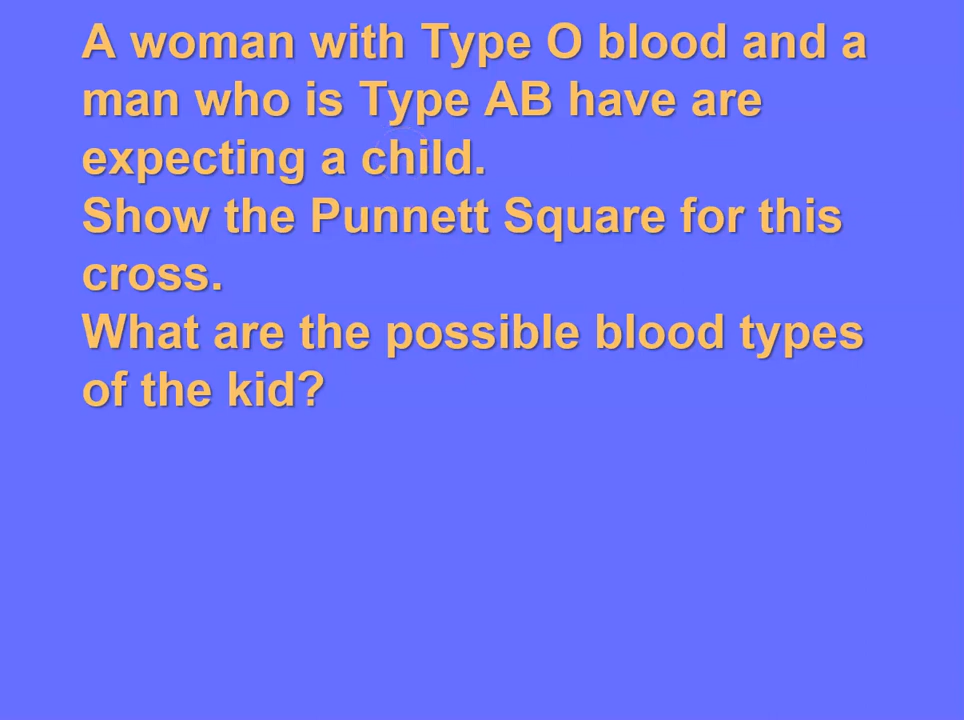 A woman with Type O blood and a
man who is Type AB have are
expecting a child.
Show the Punnett Square for this
cross.
What are the possible blood types
of the kid?